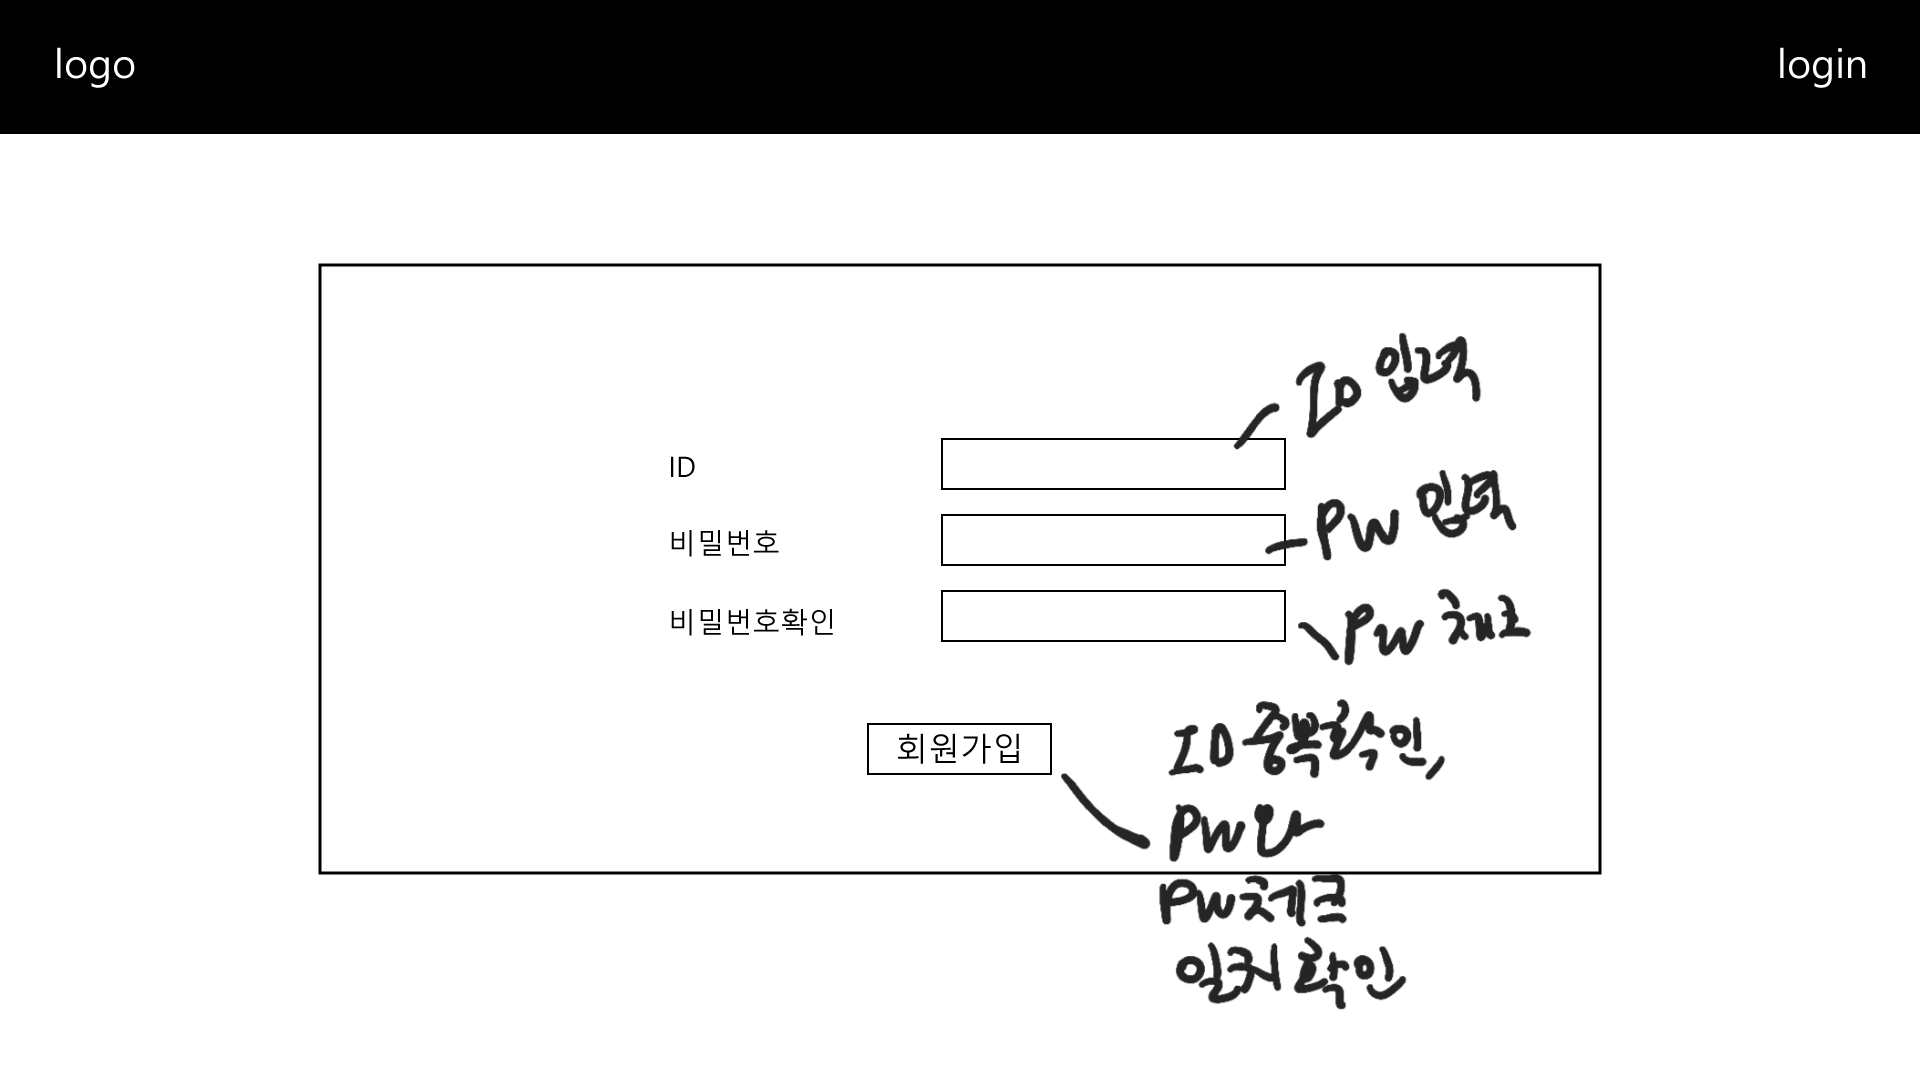 logo
login
ID 입력
ID
PW 입력
비밀번호
PW 체크
비밀번호확인
ID 중복확인,
회원가입
PW와
PW체크
일치 확인